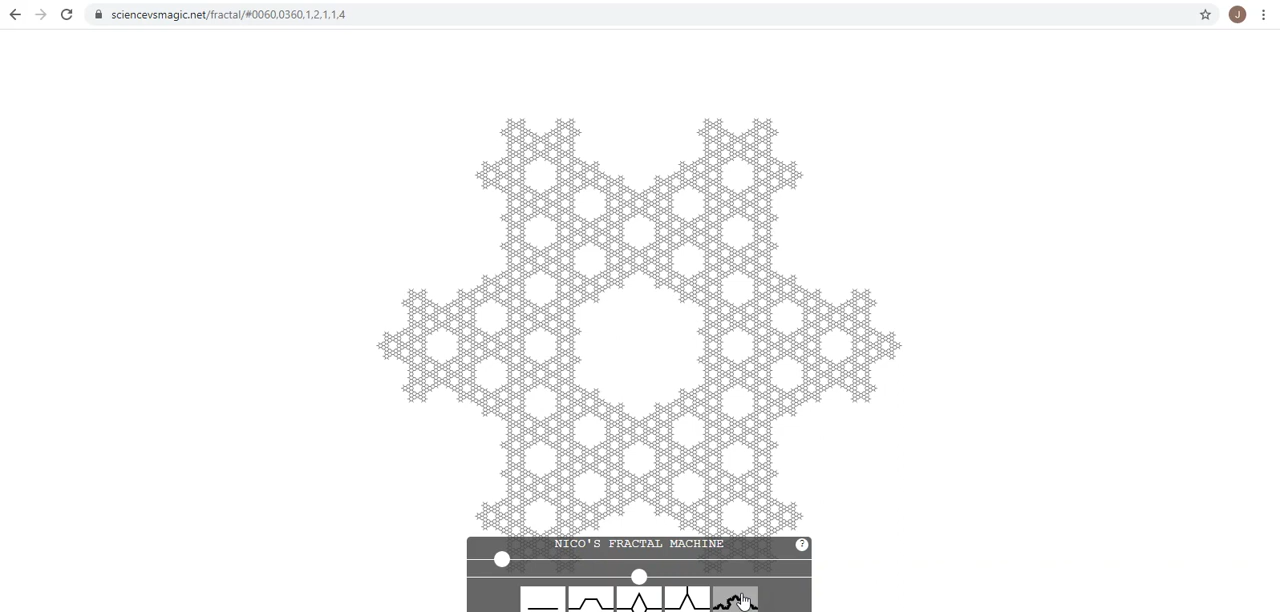 sciencevsmagic.net/fractal/#0060,0360,1,2,1,1,4
J
NICO'S FRACTAL MACHINE
?